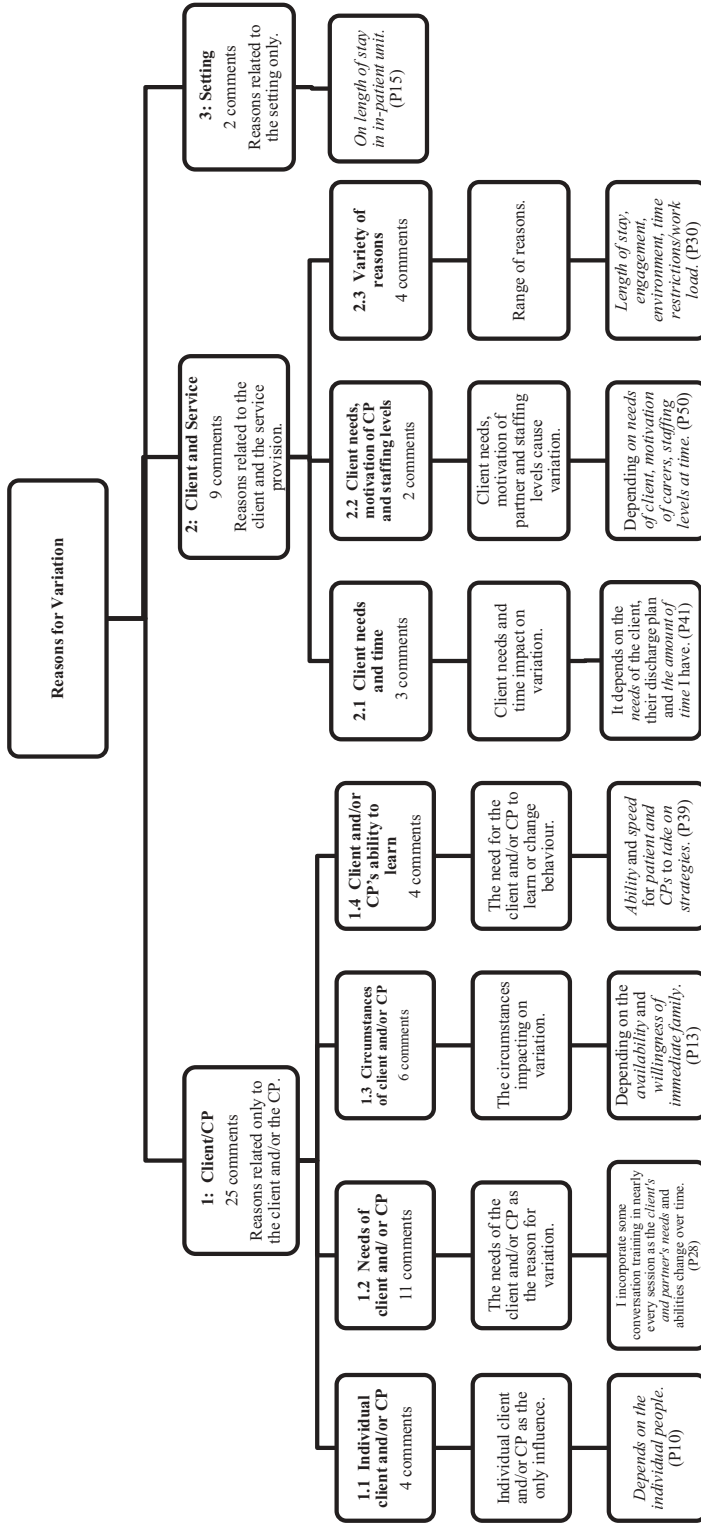 Reasons for Variation
1: Client/CP
25 comments
Reasons related only to
the client and/or the CP.
2: Client and Service
9 comments
Reasons related to the
client and the service
provision.
3: Setting
2 comments
Reasons related to
the setting only.
1.1 Individual
client and/or CP
4 comments
1.2 Needs of
client and/ or CP
11 comments
1.3 Circumstances
of client and/or CP
6 comments
1.4 Client and/or
CP's ability to
learn
4 comments
2.1 Client needs
and time
3 comments
2.2 Client needs,
motivation of CP
and staffing levels
2 comments
2.3 Variety of
reasons
4 comments
On length of stay
in in-patient unit.
(P15)
Individual client
and/or CP as the
only influence.
The needs of the
client and/or CP as
the reason for
variation.
The circumstances
impacting on
variation.
The need for the
client and/or CP to
learn or change
behaviour.
Client needs and
time impact on
variation.
Client needs,
motivation of
partner and staffing
levels cause
variation.
Range of reasons.
Depends on the
individual people.
(P10)
I incorporate some
conversation training in nearly
every session as the client's
and partner's needs and
abilities change over time.
(P28)
Depending on the
availability and
willingness of
immediate family.
(P13)
Ability and speed
for patient and
CPs to take on
strategies. (P39)
It depends on the
needs of the client,
their discharge plan
and the amount of
time I have. (P41)
Depending on needs
of client, motivation
of carers, staffing
levels at time. (P50)
Length of stay,
engagement,
environment, time
restrictions/work
load. (P30)